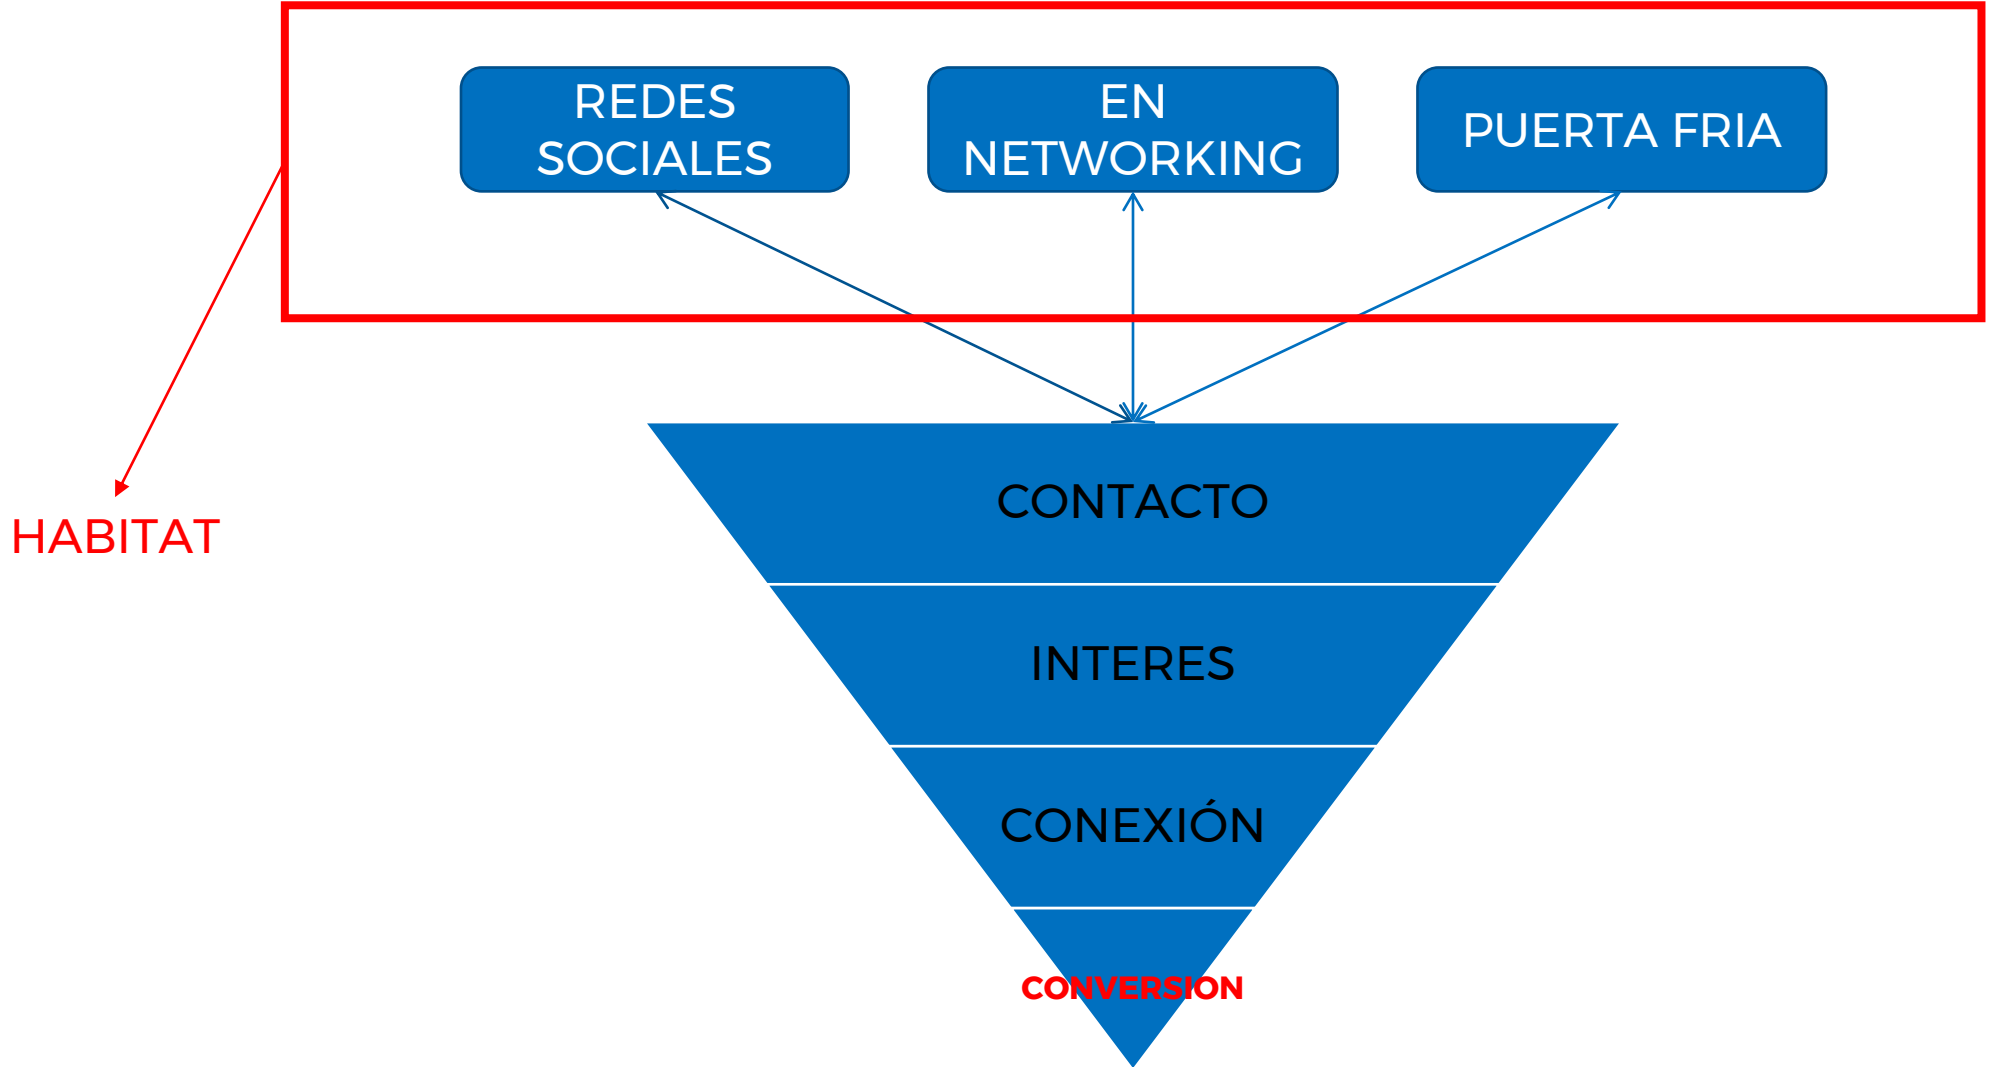 REDES
SOCIALES
EN
NETWORKING
PUERTA FRIA
HABITAT
CONTACTO
INTERES
CONEXIÓN
CONVERSION